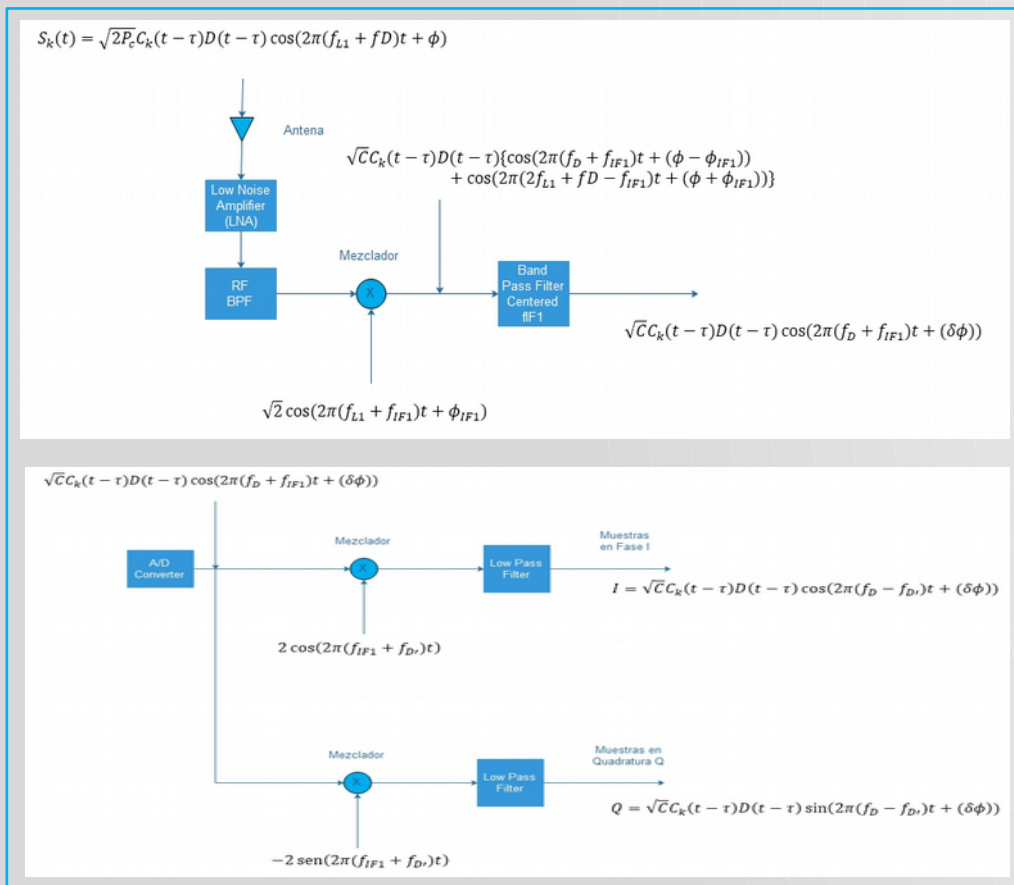 S_k(t) = √2P_c C_k(t − τ)D(t − τ) cos(2π(f_L1 + fD)t + ϕ)
Antena
√C C_k(t − τ)D(t − τ){cos(2π(f_D + f_IF1)t + (ϕ − ϕ_IF1))
+ cos(2π(2f_L1 + fD − f_IF1)t + (ϕ + ϕ_IF1))}
Low Noise
Amplifier
(LNA)
Mezclador
RF
BPF
X
Band
Pass Filter
Centered
fIF1
√C C_k(t − τ)D(t − τ) cos(2π(f_D + f_IF1)t + (δϕ))
√2 cos(2π(f_L1 + f_IF1)t + ϕ_IF1)
√C C_k(t − τ)D(t − τ) cos(2π(f_D + f_IF1)t + (δϕ))
A/D
Converter
Mezclador
X
Low Pass
Filter
Muestras
en Fase I
I = √C C_k(t − τ)D(t − τ) cos(2π(f_D − f_D′)t + (δϕ))
2 cos(2π(f_IF1 + f_D′)t)
Mezclador
X
Low Pass
Filter
Muestras en
Quadratura Q
Q = √C C_k(t − τ)D(t − τ) sin(2π(f_D − f_D′)t + (δϕ))
−2 sen(2π(f_IF1 + f_D′)t)